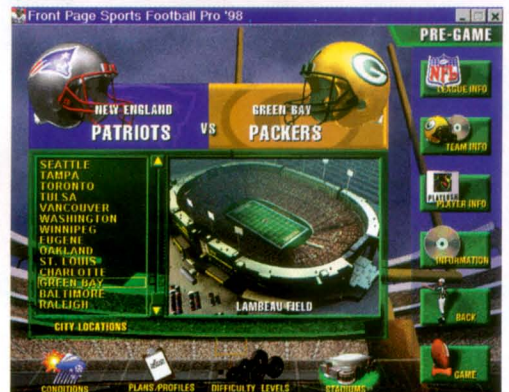 Front Page Sports Football Pro '98
PRE-GAME
NEW ENGLAND
PATRIOTS
VS
GREEN BAY
PACKERS
NFL
LEAGUE INFO
TEAM INFO
PLAYERS
PLAYER INFO
INFORMATION
BACK
GAME
SEATTLE
TAMPA
TORONTO
TULSA
VANCOUVER
WASHINGTON
WINNIPEG
EUGENE
OAKLAND
ST. LOUIS
CHARLOTTE
GREEN BAY
BALTIMORE
RALEIGH
CITY LOCATIONS
LAMBEAU FIELD
CONDITIONS
PLANS/PROFILES
DIFFICULTY LEVELS
STADIUMS